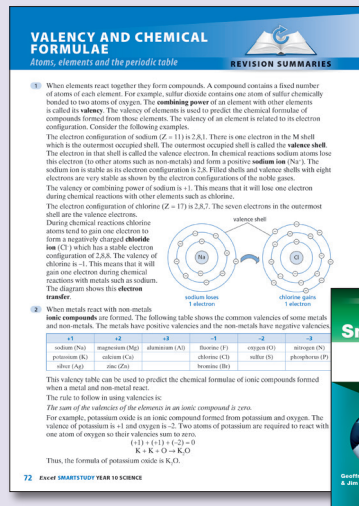 VALENCY AND CHEMICAL
FORMULAE
Atoms, elements and the periodic table
REVISION SUMMARIES
1 When elements react together they form compounds. A compound contains a fixed number
of atoms of each element. For example, sulfur dioxide contains one atom of sulfur chemically
bonded to two atoms of oxygen. The combining power of an element with other elements
is called its valency. The valency of elements is used to predict the chemical formulae of
compounds formed from those elements. The valency of an element is related to its electron
configuration. Consider the following examples.
The electron configuration of sodium (Z = 11) is 2,8,1. There is one electron in the M shell
which is the outermost occupied shell. The outermost occupied shell is called the valence shell.
The electron in that shell is called the valence electron. In chemical reactions sodium atoms lose
this electron (to other atoms such as non-metals) and form a positive sodium ion (Na⁺). The
sodium ion is stable as its electron configuration is 2,8. Filled shells and valence shells with eight
electrons are very stable as shown by the electron configurations of the noble gases.
The valency or combining power of sodium is +1. This means that it will lose one electron
during chemical reactions with other elements such as chlorine.
The electron configuration of chlorine (Z = 17) is 2,8,7. The seven electrons in the outermost
shell are the valence electrons.
During chemical reactions chlorine
atoms tend to gain one electron to
form a negatively charged chloride
ion (Cl⁻) which has a stable electron
configuration of 2,8,8. The valency of
chlorine is –1. This means that it will
gain one electron during chemical
reactions with metals such as sodium.
The diagram shows this electron
transfer.
valence shell
Na
Cl
sodium loses
1 electron
chlorine gains
1 electron
2 When metals react with non-metals
ionic compounds are formed. The following table shows the common valencies of some metals
and non-metals. The metals have positive valencies and the non-metals have negative valencies.
+1 +2 +3 –1 –2 –3
sodium (Na) magnesium (Mg) aluminium (Al) fluorine (F) oxygen (O) nitrogen (N)
potassium (K) calcium (Ca) chlorine (Cl) sulfur (S) phosphorus (P)
silver (Ag) zinc (Zn) bromine (Br)
This valency table can be used to predict the chemical formulae of ionic compounds formed
when a metal and non-metal react.
The rule to follow in using valencies is:
The sum of the valencies of the elements in an ionic compound is zero.
For example, potassium oxide is an ionic compound formed from potassium and oxygen. The
valence of potassium is +1 and oxygen is –2. Two atoms of potassium are required to react with
one atom of oxygen so their valencies sum to zero.
(+1) + (+1) + (–2) = 0
K + K + O → K₂O
Thus, the formula of potassium oxide is K₂O.
72 Excel SMARTSTUDY YEAR 10 SCIENCE
Geoffr
& Jim